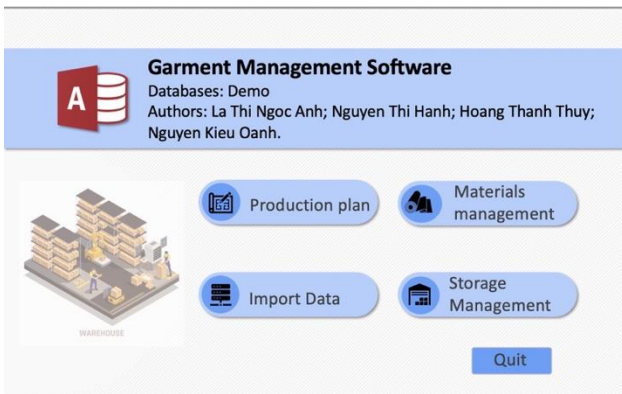 A
Garment Management Software
Databases: Demo
Authors: La Thi Ngoc Anh; Nguyen Thi Hanh; Hoang Thanh Thuy;
Nguyen Kieu Oanh.
Production plan
Materials
management
Import Data
Storage
Management
WAREHOUSE
Quit